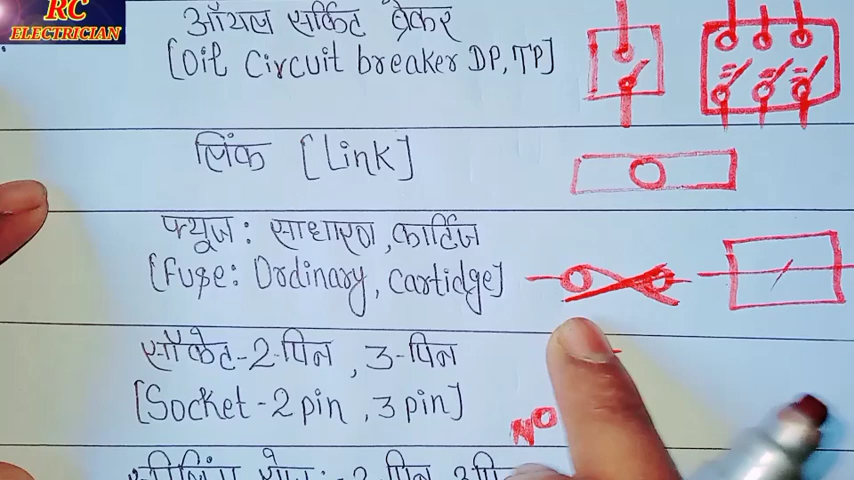 RC
ELECTRICIAN
ऑयल सर्किट ब्रेकर
[Oil Circuit breaker DP, TP]
लिंक [Link]
फ्यूज: साधारण, कार्टिज
[Fuse: Ordinary, Cartidge]
सॉकेट-2-पिन, 3-पिन
[Socket-2 pin, 3 pin]
NO